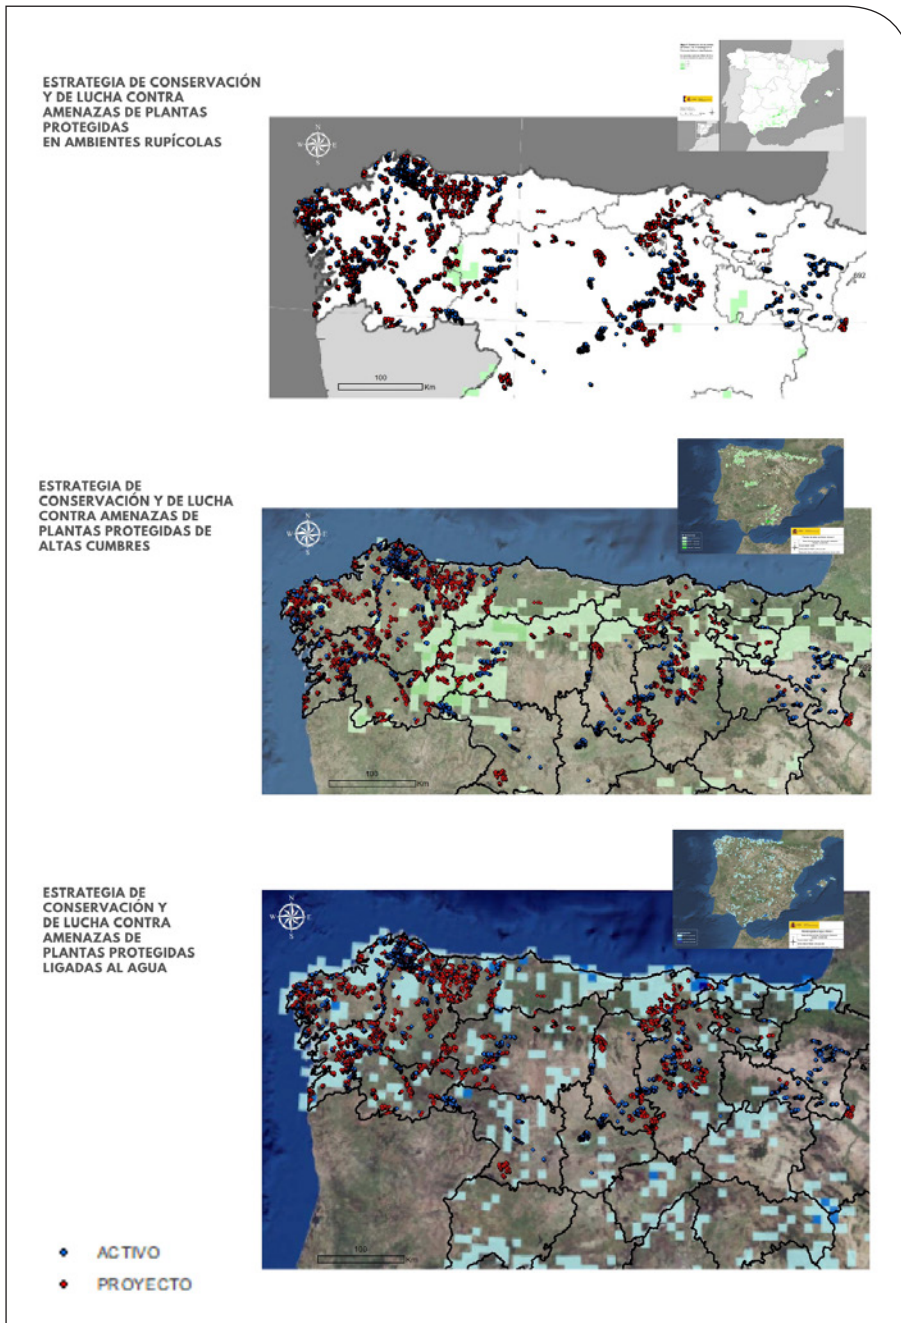 ESTRATEGIA DE CONSERVACIÓN
Y DE LUCHA CONTRA
AMENAZAS DE PLANTAS
PROTEGIDAS
EN AMBIENTES RUPÍCOLAS
N
W
E
S
892
100
Km
ESTRATEGIA DE
CONSERVACIÓN Y DE LUCHA
CONTRA AMENAZAS DE
PLANTAS PROTEGIDAS DE
ALTAS CUMBRES
N
W
E
S
100
Km
ESTRATEGIA DE
CONSERVACIÓN Y
DE LUCHA CONTRA
AMENAZAS DE
PLANTAS PROTEGIDAS
LIGADAS AL AGUA
N
W
E
S
100
Km
ACTIVO
PROYECTO